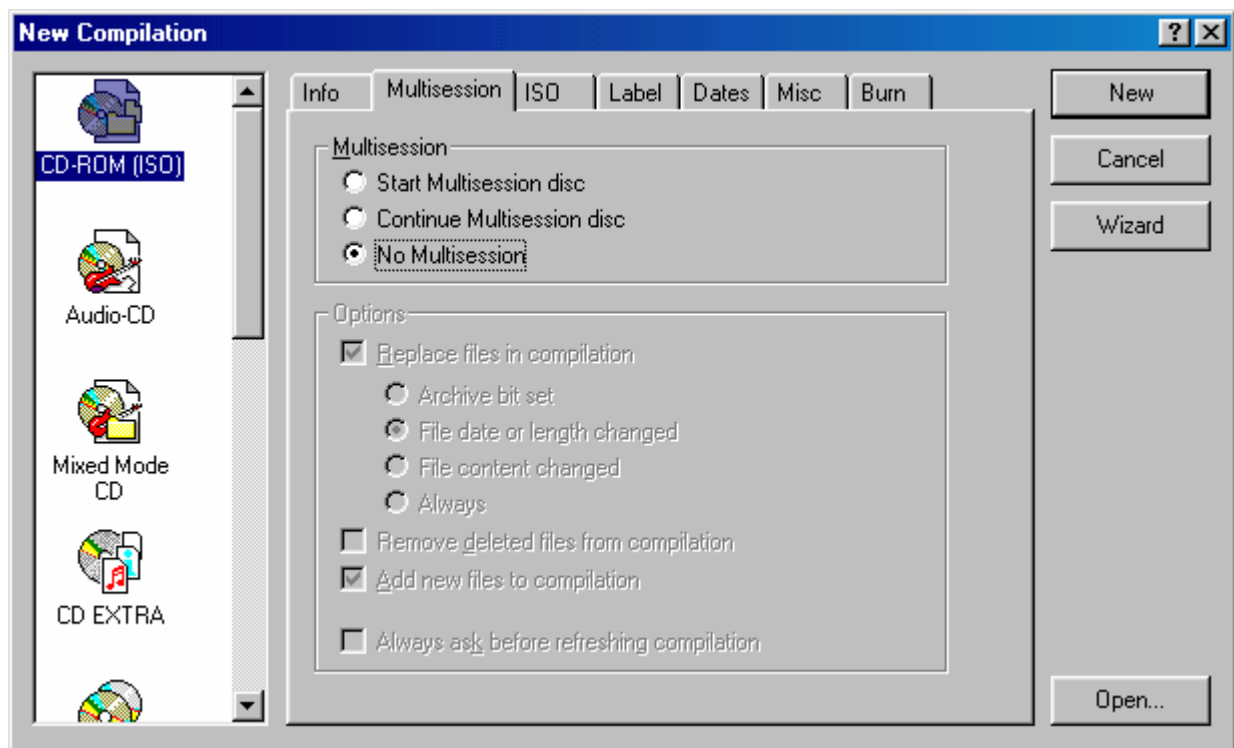 New Compilation
CD-ROM (ISO)
Audio-CD
Mixed Mode
CD
CD EXTRA
Info Multisession ISO Label Dates Misc Burn
Multisession
Start Multisession disc
Continue Multisession disc
No Multisession
Options
Replace files in compilation
Archive bit set
File date or length changed
File content changed
Always
Remove deleted files from compilation
Add new files to compilation
Always ask before refreshing compilation
New
Cancel
Wizard
Open...